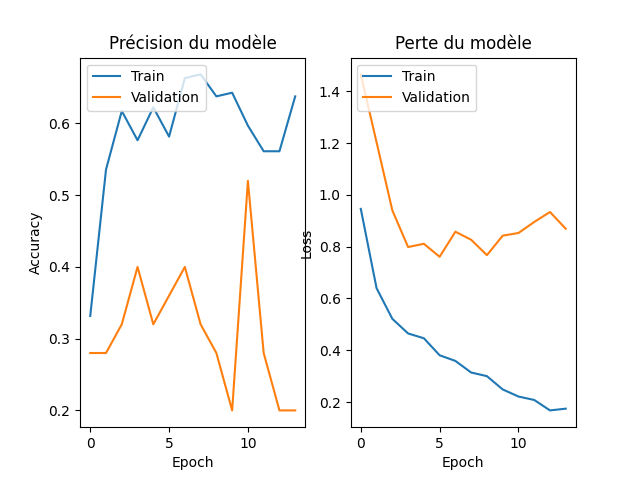 Précision du modèle
Train
Validation
0.6
0.5
0.4
0.3
0.2
Accuracy
0
5
10
Epoch
Perte du modèle
Train
Validation
1.4
1.2
1.0
0.8
0.6
0.4
0.2
Loss
0
5
10
Epoch